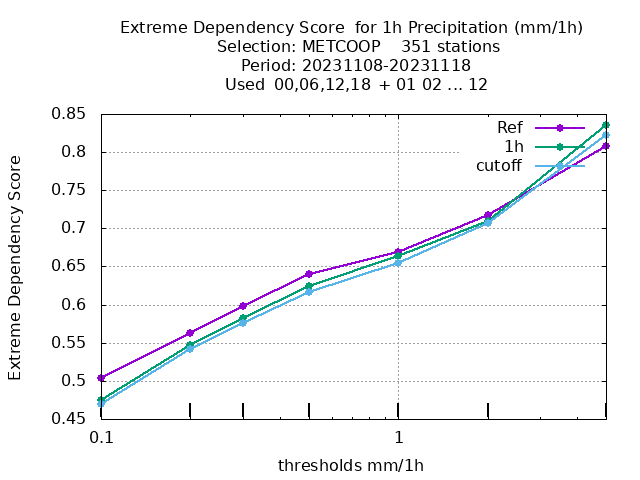 Extreme Dependency Score  for 1h Precipitation (mm/1h)
Selection: METCOOP    351 stations
Period: 20231108-20231118
Used  00,06,12,18 + 01 02 ... 12
Extreme Dependency Score
0.85
0.8
0.75
0.7
0.65
0.6
0.55
0.5
0.45
Ref
1h
cutoff
0.1
1
thresholds mm/1h